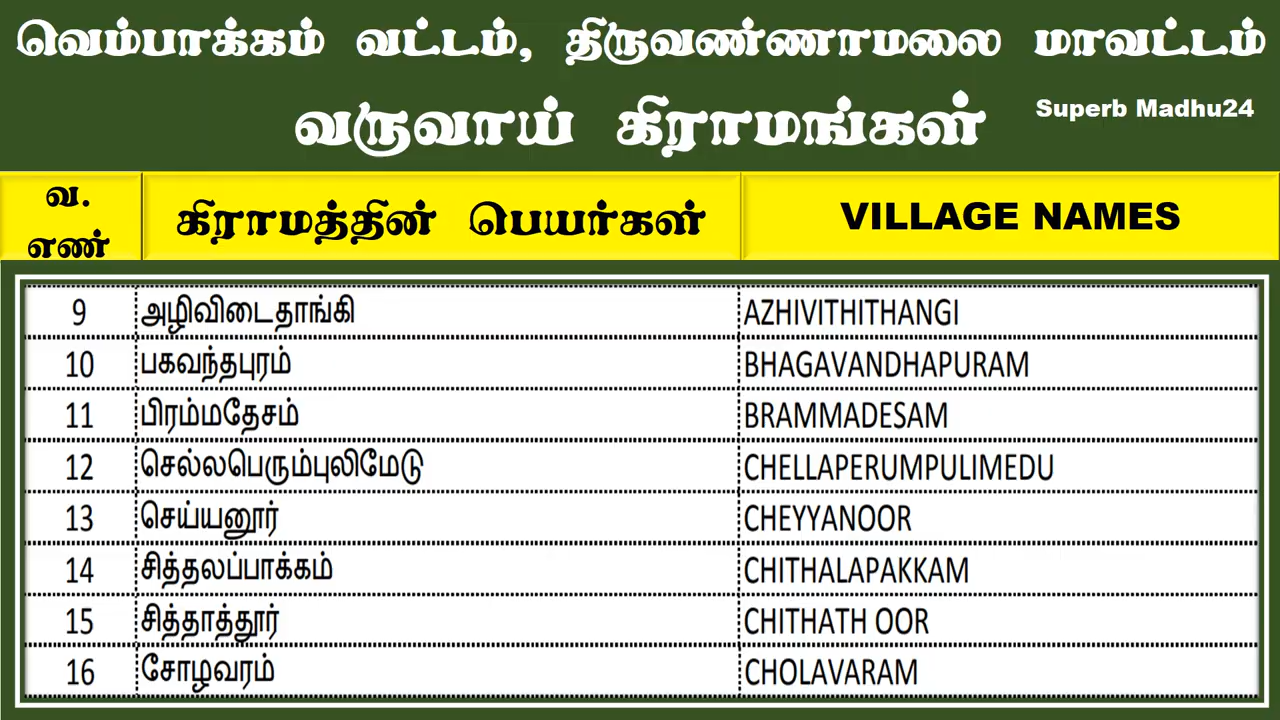 வெம்பாக்கம் வட்டம், திருவண்ணாமலை மாவட்டம்
வருவாய் கிராமங்கள்
Superb Madhu24
வ. எண் கிராமத்தின் பெயர்கள் VILLAGE NAMES
9 அழிவிடைதாங்கி AZHIVITHITHANGI
10 பகவந்தபுரம் BHAGAVANDHAPURAM
11 பிரம்மதேசம் BRAMMADESAM
12 செல்லபெரும்புலிமேடு CHELLAPERUMPULIMEDU
13 செய்யனூர் CHEYYANOOR
14 சித்தலப்பாக்கம் CHITHALAPAKKAM
15 சித்தாத்தூர் CHITHATH OOR
16 சோழவரம் CHOLAVARAM